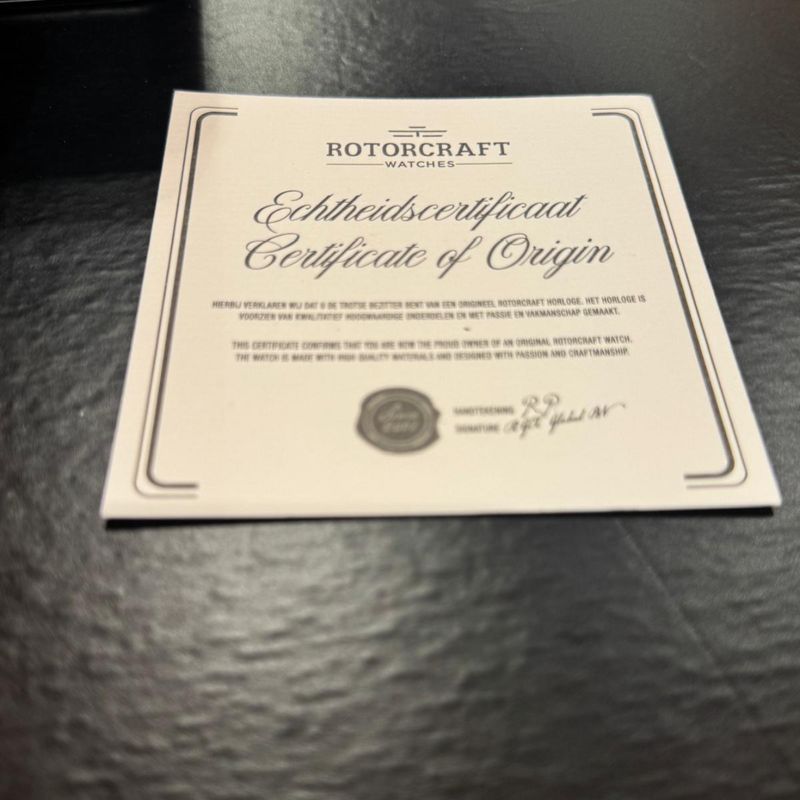 ROTORCRAFT
WATCHES
Echtheidscertificaat
Certificate of Origin
HIERBIJ VERKLAREN WIJ DAT U DE TROTSE BEZITTER BENT VAN EEN ORIGINEEL ROTORCRAFT HORLOGE. HET HORLOGE IS
VOORZIEN VAN KWALITATIEF HOOGWAARDIGE ONDERDELEN EN MET PASSIE EN VAKMANSCHAP GEMAAKT.
THIS CERTIFICATE CONFIRMS THAT YOU ARE NOW THE PROUD OWNER OF AN ORIGINAL ROTORCRAFT WATCH.
THE WATCH IS MADE WITH HIGH QUALITY MATERIALS AND DESIGNED WITH PASSION AND CRAFTMANSHIP.
HANDTEKENING RP
SIGNATURE Global BV